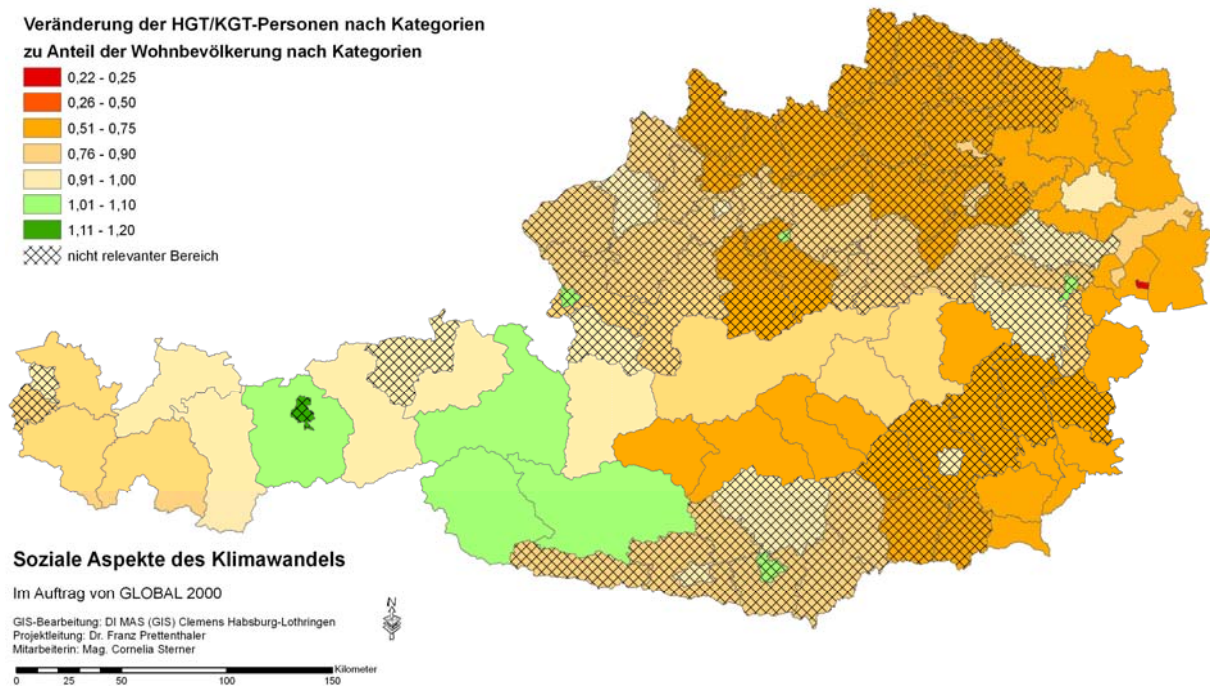 Veränderung der HGT/KGT-Personen nach Kategorien
zu Anteil der Wohnbevölkerung nach Kategorien
0,22 - 0,25
0,26 - 0,50
0,51 - 0,75
0,76 - 0,90
0,91 - 1,00
1,01 - 1,10
1,11 - 1,20
nicht relevanter Bereich
Soziale Aspekte des Klimawandels
Im Auftrag von GLOBAL 2000
GIS-Bearbeitung: DI MAS (GIS) Clemens Habsburg-Lothringen
Projektleitung: Dr. Franz Prettenthaler
Mitarbeiterin: Mag. Cornelia Sterner
N
Kilometer
0 25 50 100 150